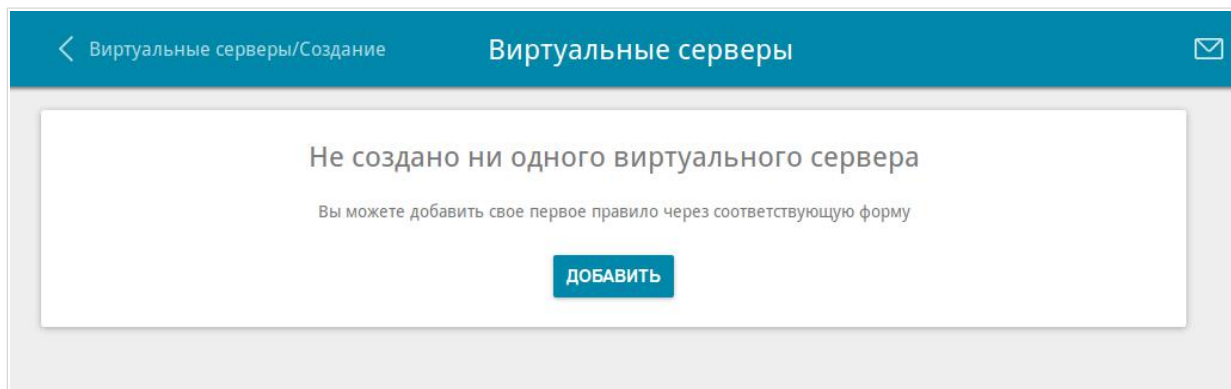 Виртуальные серверы/Создание
Виртуальные серверы
Не создано ни одного виртуального сервера
Вы можете добавить свое первое правило через соответствующую форму
ДОБАВИТЬ